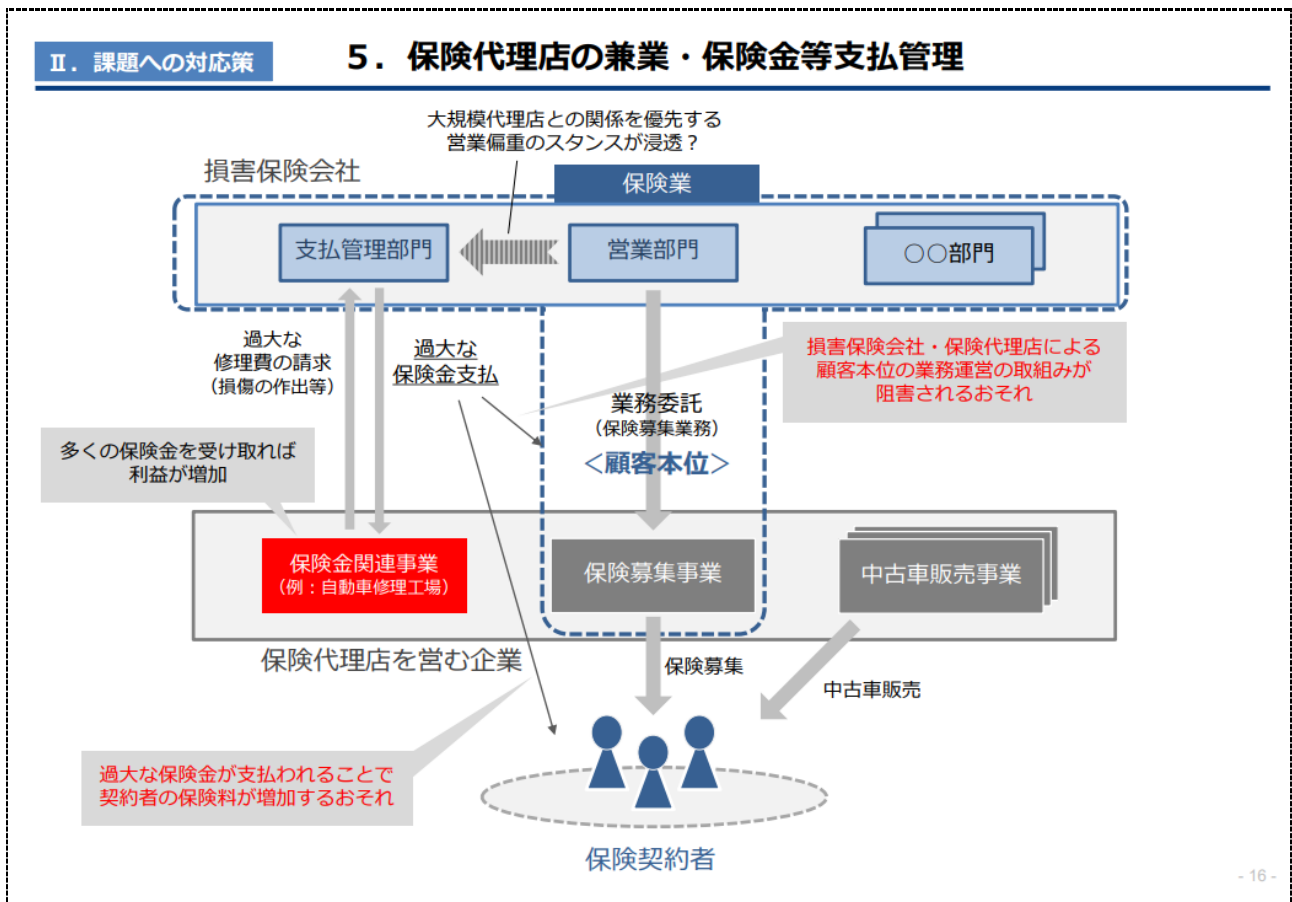 Ⅱ．課題への対応策
５．保険代理店の兼業・保険金等支払管理
大規模代理店との関係を優先する
営業偏重のスタンスが浸透？
損害保険会社
保険業
支払管理部門
営業部門
○○部門
過大な
修理費の請求
（損傷の作出等）
過大な
保険金支払
損害保険会社・保険代理店による
顧客本位の業務運営の取組みが
阻害されるおそれ
業務委託
（保険募集業務）
＜顧客本位＞
多くの保険金を受け取れば
利益が増加
保険金関連事業
（例：自動車修理工場）
保険募集事業
中古車販売事業
保険代理店を営む企業
保険募集
中古車販売
過大な保険金が支払われることで
契約者の保険料が増加するおそれ
保険契約者
- 16 -